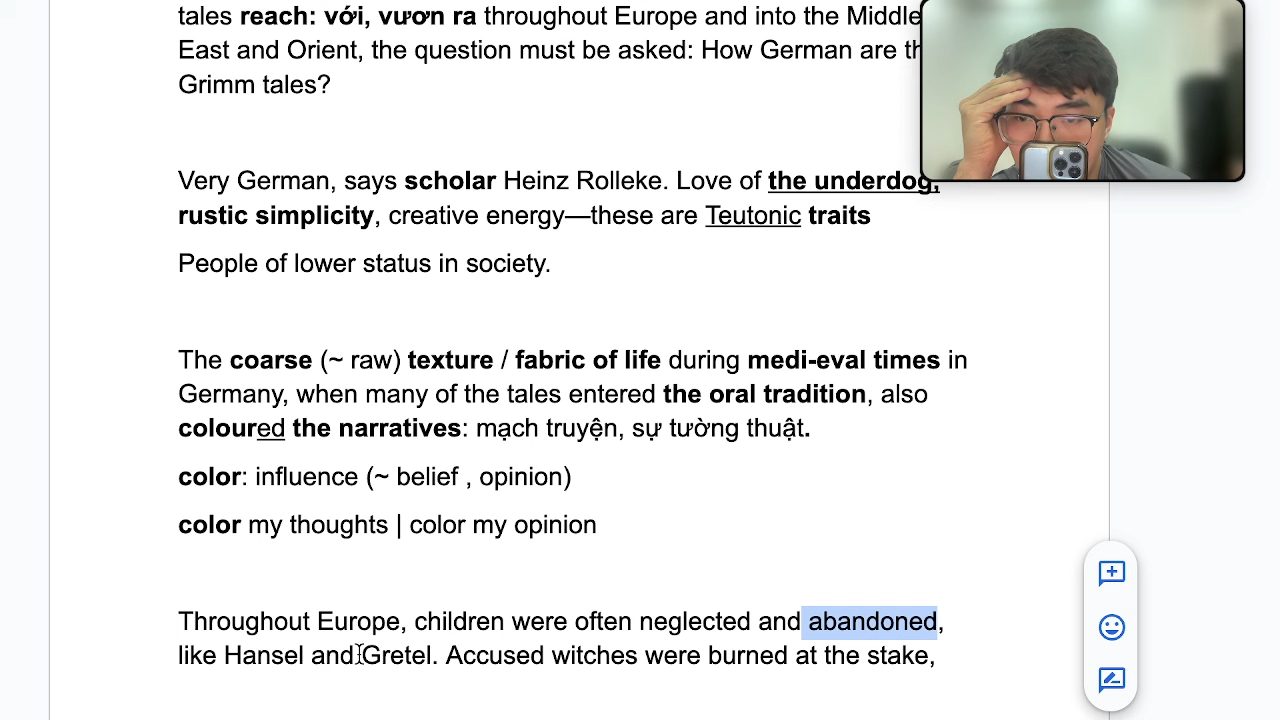 tales reach: với, vươn ra throughout Europe and into the Middle
East and Orient, the question must be asked: How German are
Grimm tales?
Very German, says scholar Heinz Rolleke. Love of the underdog,
rustic simplicity, creative energy—these are Teutonic traits
People of lower status in society.
The coarse (~ raw) texture / fabric of life during medi-eval times in
Germany, when many of the tales entered the oral tradition, also
coloured the narratives: mạch truyện, sự tường thuật.
color: influence (~ belief , opinion)
color my thoughts | color my opinion
Throughout Europe, children were often neglected and abandoned,
like Hansel and Gretel. Accused witches were burned at the stake,